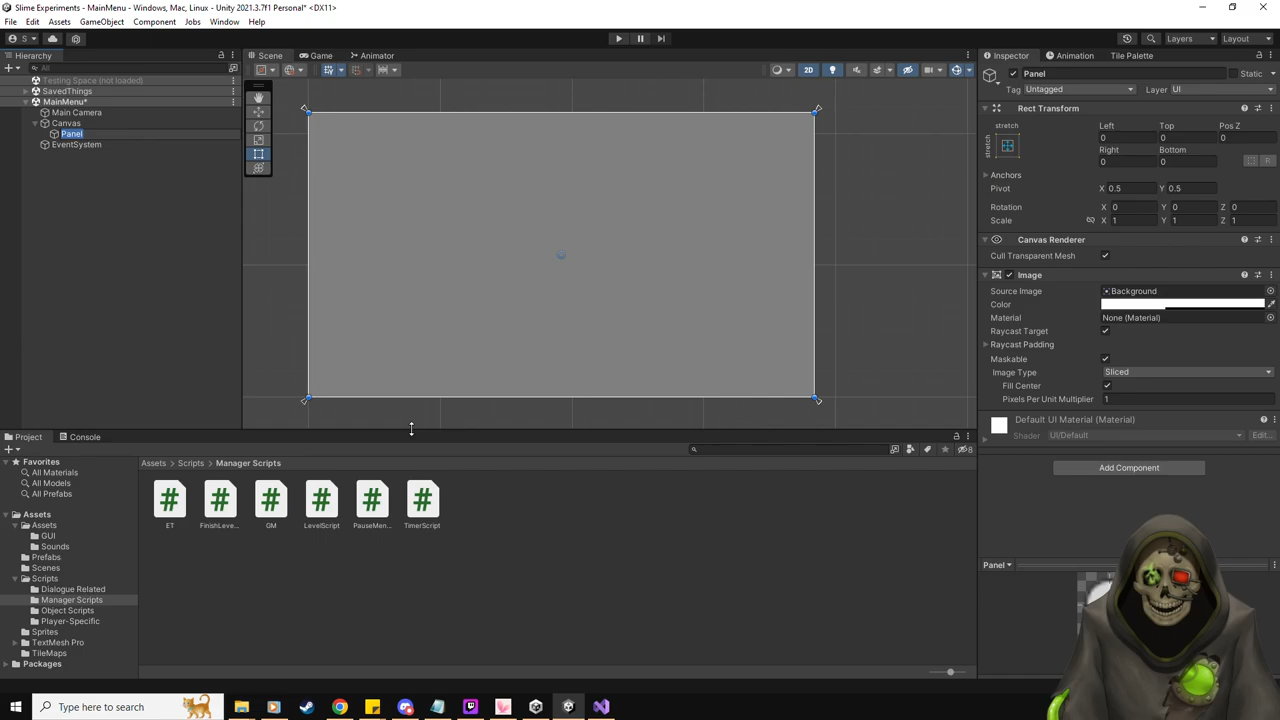 Slime Experiments - MainMenu - Windows, Mac, Linux - Unity 2021.3.7f1 Personal* <DX11>
File Edit Assets GameObject Component Jobs Window Help
S Layers Layout
Hierarchy Scene Game Animator Inspector Animation Tile Palette
All 2D Panel Static
Testing Space (not loaded) Tag Untagged Layer UI
SavedThings
MainMenu* Rect Transform
Main Camera
Canvas stretch Left Top Pos Z
Panel stretch 0 0 0
EventSystem Right Bottom
0 0 R
Anchors
Pivot X 0.5 Y 0.5
Rotation X 0 Y 0 Z 0
Scale X 1 Y 1 Z 1
Canvas Renderer
Cull Transparent Mesh
Image
Source Image Background
Color
Material None (Material)
Raycast Target
Raycast Padding
Maskable
Image Type Sliced
Fill Center
Pixels Per Unit Multiplier 1
Default UI Material (Material)
Shader UI/Default Edit...
Add Component
Panel
Project Console
8
Favorites Assets Scripts Manager Scripts
All Materials
All Models
All Prefabs
Assets
Assets
GUI
Sounds
Prefabs
Scenes
Scripts
Dialogue Related
Manager Scripts
Object Scripts
Player-Specific
Sprites
TextMesh Pro
TileMaps
Packages
# # # # # #
ET FinishLeve... GM LevelScript PauseMen... TimerScript
Type here to search